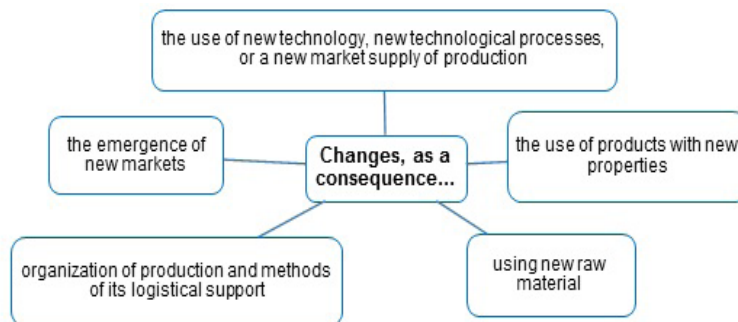 the use of new technology, new technological processes,
or a new market supply of production
the emergence of
new markets
Changes, as a
consequence...
the use of products with new
properties
organization of production and methods
of its logistical support
using new raw
material